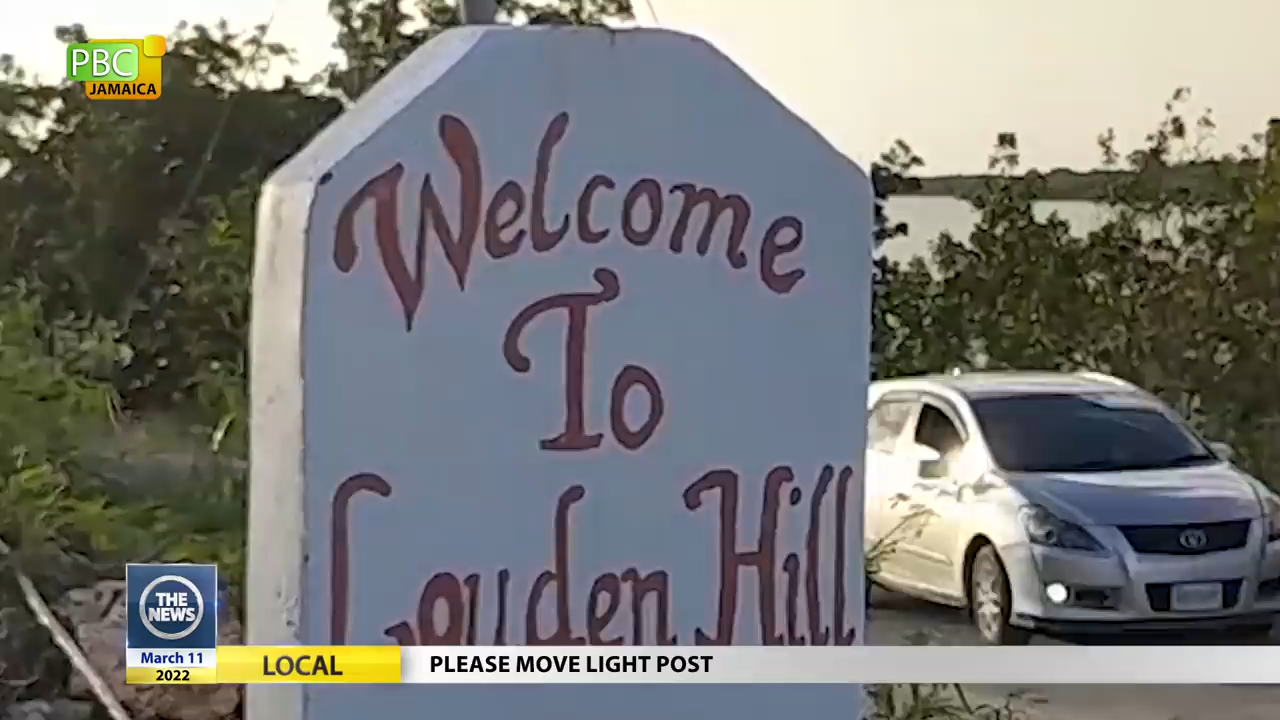 PBC
JAMAICA
Welcome
To
Louden Hill
THE
NEWS
March 11
2022
LOCAL
PLEASE MOVE LIGHT POST